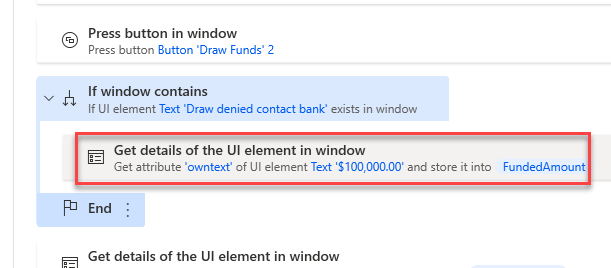 Press button in window
Press button Button 'Draw Funds' 2
If window contains
If UI element Text 'Draw denied contact bank' exists in window
Get details of the UI element in window
Get attribute 'owntext' of UI element Text '$100,000.00' and store it into FundedAmount
End
Get details of the UI element in window